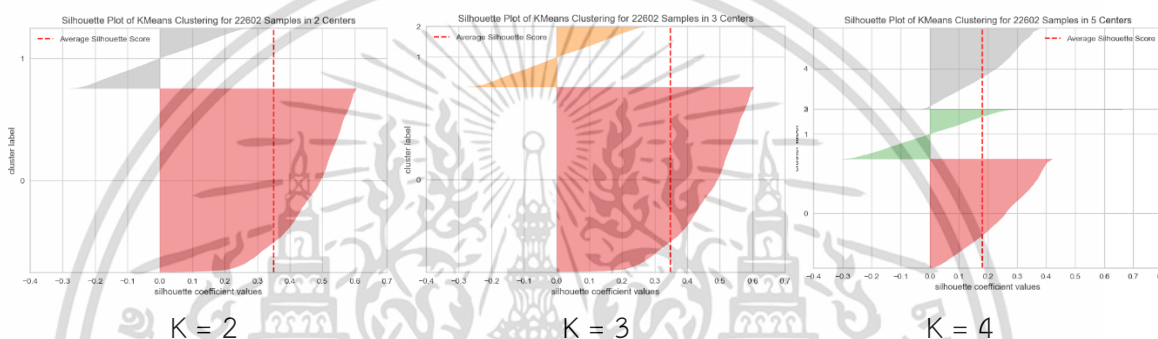 Silhouette Plot of KMeans Clustering for 22602 Samples in 2 Centers
Average Silhouette Score
1
0
cluster label
-0.4 -0.3 -0.2 -0.1 0.0 0.1 0.2 0.3 0.4 0.5 0.6 0.7
silhouette coefficient values
K = 2
Silhouette Plot of KMeans Clustering for 22602 Samples in 3 Centers
Average Silhouette Score
2
1
0
cluster label
-0.4 -0.3 -0.2 -0.1 0.0 0.1 0.2 0.3 0.4 0.5 0.6 0.7
silhouette coefficient values
K = 3
Silhouette Plot of KMeans Clustering for 22602 Samples in 5 Centers
Average Silhouette Score
4
1
0
-0.4 -0.3 -0.2 -0.1 0.0 0.1 0.2 0.3 0.4 0.5 0.6 0.7
silhouette coefficient values
K = 4